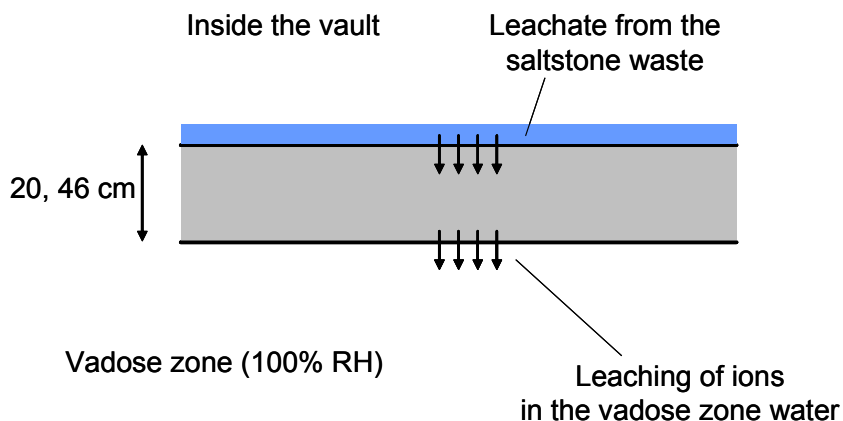 Inside the vault
Leachate from the
saltstone waste
20, 46 cm
Vadose zone (100% RH)
Leaching of ions
in the vadose zone water